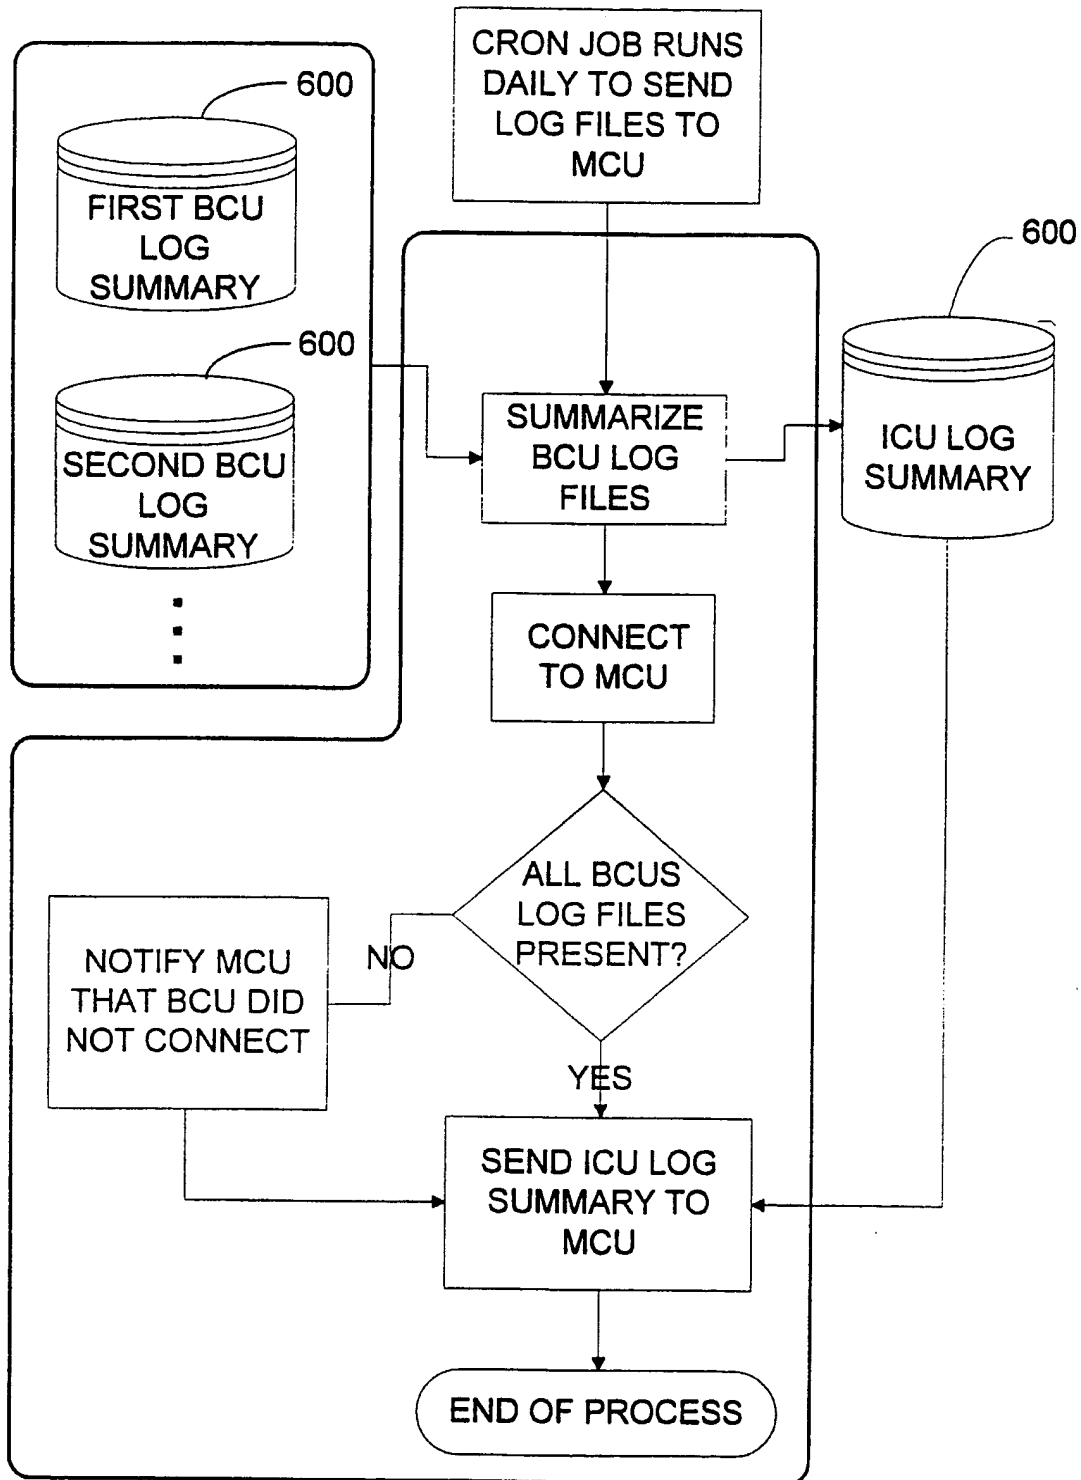 CRON JOB RUNS
DAILY TO SEND
LOG FILES TO
MCU
600
FIRST BCU
LOG
SUMMARY
600
SECOND BCU
LOG
SUMMARY
600
ICU LOG
SUMMARY
SUMMARIZE
BCU LOG
FILES
CONNECT
TO MCU
ALL BCUS
LOG FILES
PRESENT?
NO
NOTIFY MCU
THAT BCU DID
NOT CONNECT
YES
SEND ICU LOG
SUMMARY TO
MCU
END OF PROCESS